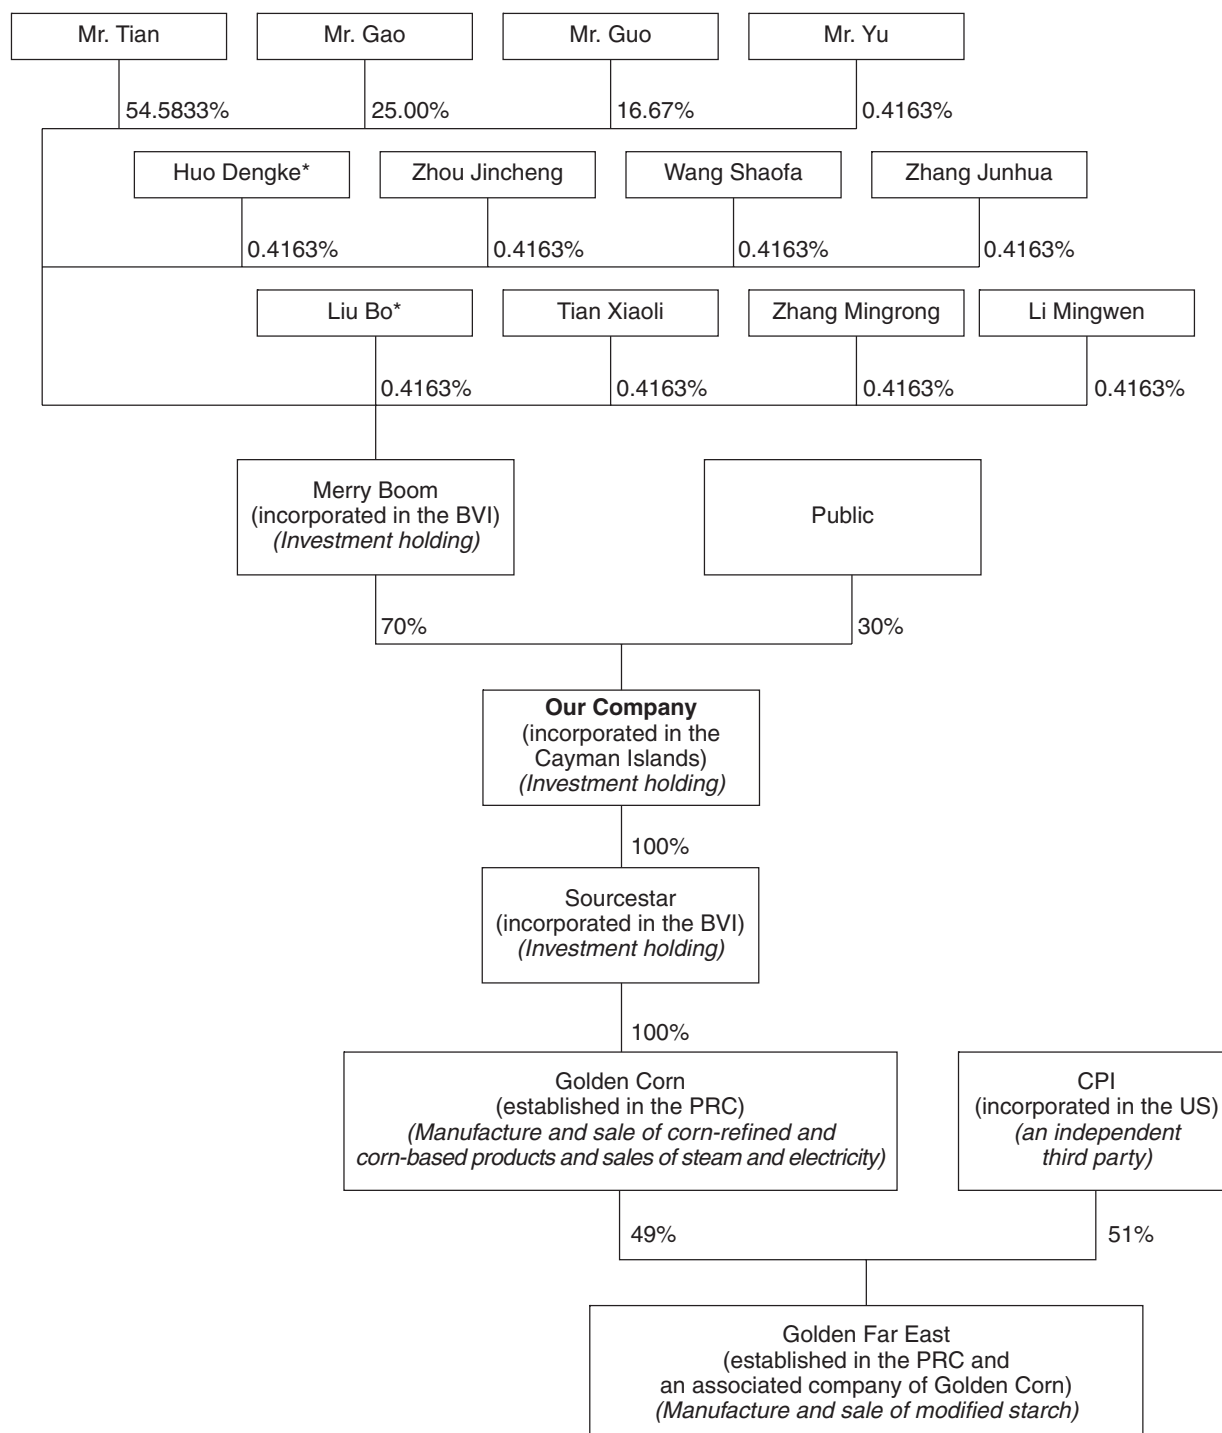 Mr. Tian
Mr. Gao
Mr. Guo
Mr. Yu
54.5833%
25.00%
16.67%
0.4163%
Huo Dengke*
Zhou Jincheng
Wang Shaofa
Zhang Junhua
0.4163%
0.4163%
0.4163%
0.4163%
Liu Bo*
Tian Xiaoli
Zhang Mingrong
Li Mingwen
0.4163%
0.4163%
0.4163%
0.4163%
Merry Boom
(incorporated in the BVI)
(Investment holding)
Public
70%
30%
Our Company
(incorporated in the
Cayman Islands)
(Investment holding)
100%
Sourcestar
(incorporated in the BVI)
(Investment holding)
100%
Golden Corn
(established in the PRC)
(Manufacture and sale of corn-refined and
corn-based products and sales of steam and electricity)
CPI
(incorporated in the US)
(an independent
third party)
49%
51%
Golden Far East
(established in the PRC and
an associated company of Golden Corn)
(Manufacture and sale of modified starch)